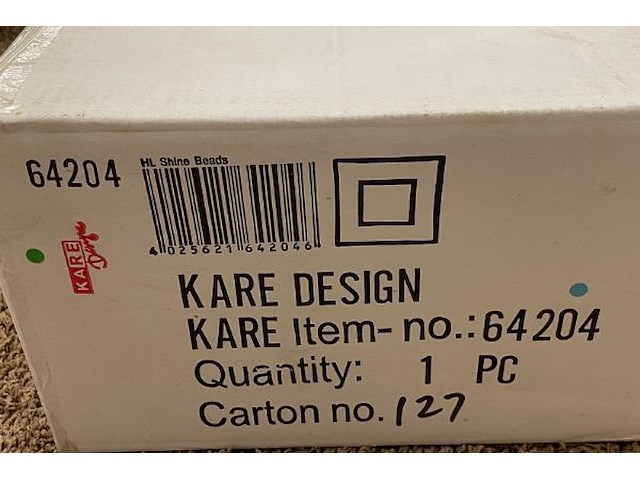 64204
HL Shine Beads
4 025621 642046
KARE
Design
KARE DESIGN
KARE Item-no.:64204
Quantity: 1 PC
Carton no. 127